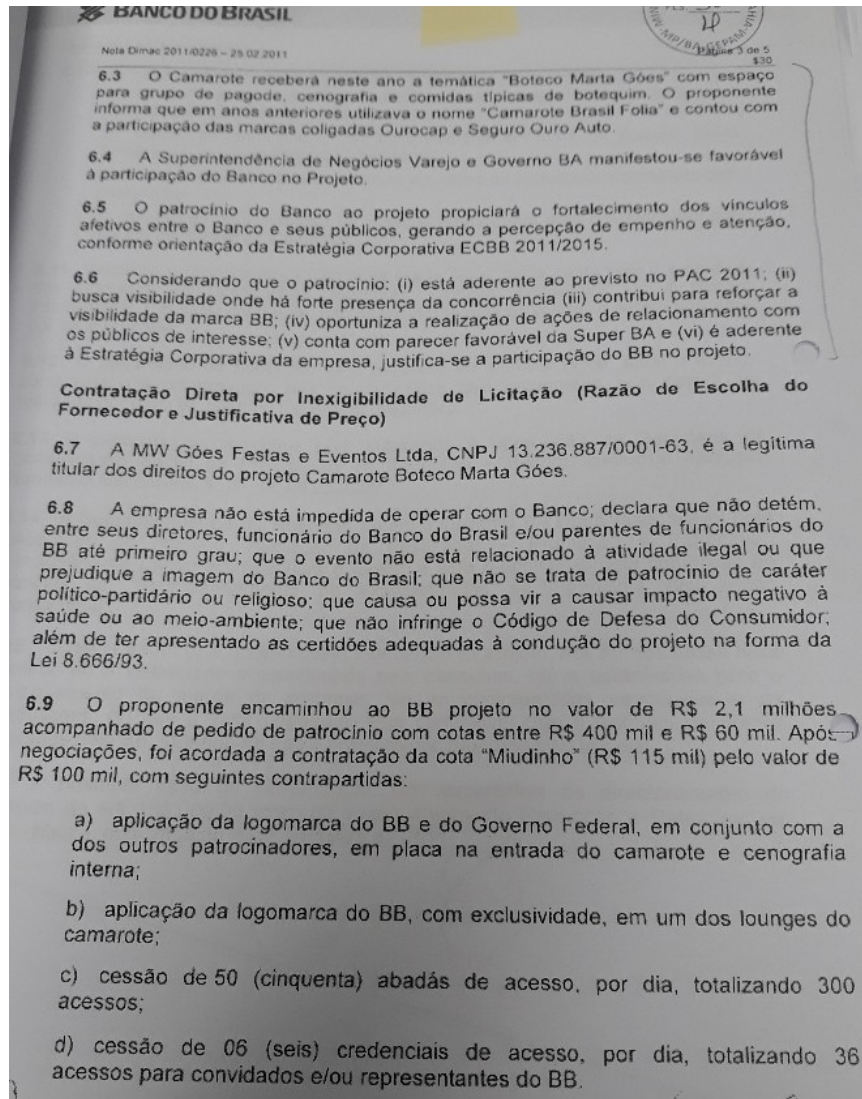 BANCO DO BRASIL
Nota Dimac 2011/0226 – 25.02.2011
Página 3 de 5
$30
6.3 O Camarote receberá neste ano a temática "Boteco Marta Góes" com espaço
para grupo de pagode, cenografia e comidas típicas de botequim. O proponente
informa que em anos anteriores utilizava o nome "Camarote Brasil Folia" e contou com
a participação das marcas coligadas Ourocap e Seguro Ouro Auto.
6.4 A Superintendência de Negócios Varejo e Governo BA manifestou-se favorável
à participação do Banco no Projeto.
6.5 O patrocínio do Banco ao projeto propiciará o fortalecimento dos vínculos
afetivos entre o Banco e seus públicos, gerando a percepção de empenho e atenção,
conforme orientação da Estratégia Corporativa ECBB 2011/2015.
6.6 Considerando que o patrocínio: (i) está aderente ao previsto no PAC 2011; (ii)
busca visibilidade onde há forte presença da concorrência (iii) contribui para reforçar a
visibilidade da marca BB; (iv) oportuniza a realização de ações de relacionamento com
os públicos de interesse; (v) conta com parecer favorável da Super BA e (vi) é aderente
à Estratégia Corporativa da empresa, justifica-se a participação do BB no projeto.
Contratação Direta por Inexigibilidade de Licitação (Razão de Escolha do
Fornecedor e Justificativa de Preço)
6.7 A MW Góes Festas e Eventos Ltda, CNPJ 13.236.887/0001-63, é a legítima
titular dos direitos do projeto Camarote Boteco Marta Góes.
6.8 A empresa não está impedida de operar com o Banco; declara que não detém,
entre seus diretores, funcionário do Banco do Brasil e/ou parentes de funcionários do
BB até primeiro grau; que o evento não está relacionado à atividade ilegal ou que
prejudique a imagem do Banco do Brasil; que não se trata de patrocínio de caráter
político-partidário ou religioso; que causa ou possa vir a causar impacto negativo à
saúde ou ao meio-ambiente; que não infringe o Código de Defesa do Consumidor;
além de ter apresentado as certidões adequadas à condução do projeto na forma da
Lei 8.666/93.
6.9 O proponente encaminhou ao BB projeto no valor de R$ 2,1 milhões
acompanhado de pedido de patrocínio com cotas entre R$ 400 mil e R$ 60 mil. Após
negociações, foi acordada a contratação da cota "Miudinho" (R$ 115 mil) pelo valor de
R$ 100 mil, com seguintes contrapartidas:
a) aplicação da logomarca do BB e do Governo Federal, em conjunto com a
dos outros patrocinadores, em placa na entrada do camarote e cenografia
interna;
b) aplicação da logomarca do BB, com exclusividade, em um dos lounges do
camarote;
c) cessão de 50 (cinquenta) abadás de acesso, por dia, totalizando 300
acessos;
d) cessão de 06 (seis) credenciais de acesso, por dia, totalizando 36
acessos para convidados e/ou representantes do BB.